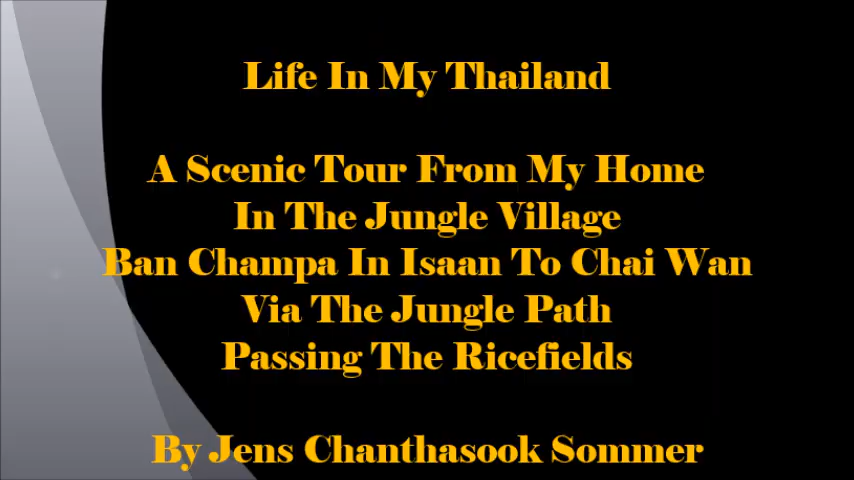 Life In My Thailand
A Scenic Tour From My Home
In The Jungle Village
Ban Champa In Isaan To Chai Wan
Via The Jungle Path
Passing The Ricefields
By Jens Chanthasook Sommer